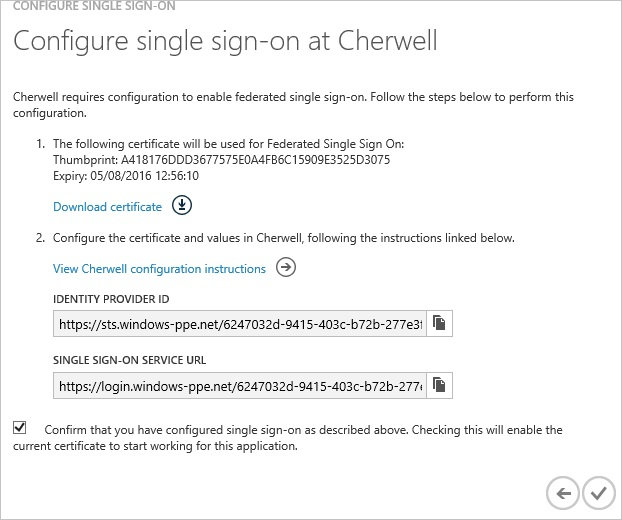 CONFIGURE SINGLE SIGN-ON
Configure single sign-on at Cherwell
Cherwell requires configuration to enable federated single sign-on. Follow the steps below to perform this
configuration.
1. The following certificate will be used for Federated Single Sign On:
Thumbprint: A418176DDD3677575E0A4FB6C15909E3525D3075
Expiry: 05/08/2016 12:56:10
Download certificate
2. Configure the certificate and values in Cherwell, following the instructions linked below.
View Cherwell configuration instructions
IDENTITY PROVIDER ID
https://sts.windows-ppe.net/6247032d-9415-403c-b72b-277e3f
SINGLE SIGN-ON SERVICE URL
https://login.windows-ppe.net/6247032d-9415-403c-b72b-277e
Confirm that you have configured single sign-on as described above. Checking this will enable the
current certificate to start working for this application.